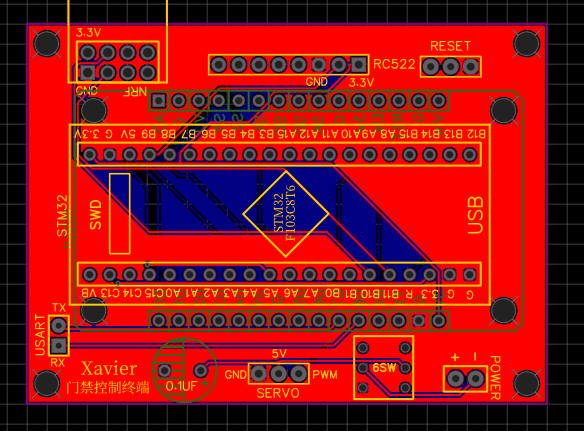 3.3V
GND
NRF
RC522
GND
3.3V
RESET
3.3V G 5V B9 B8 B7 B6 B5 B4 B3 A15 A12 A11 A10 A9 A8 B15 B14 B13 B12
STM32
SWD
STM32
F103C8T6
USB
VB C13 C14 C15 A0 A1 A2 A3 A4 A5 A6 A7 B0 B1 B10 B11 R 3.3 G G
TX
USART
RX
Xavier
门禁控制终端
0.1UF
5V
GND
PWM
SERVO
6SW
+ -
POWER